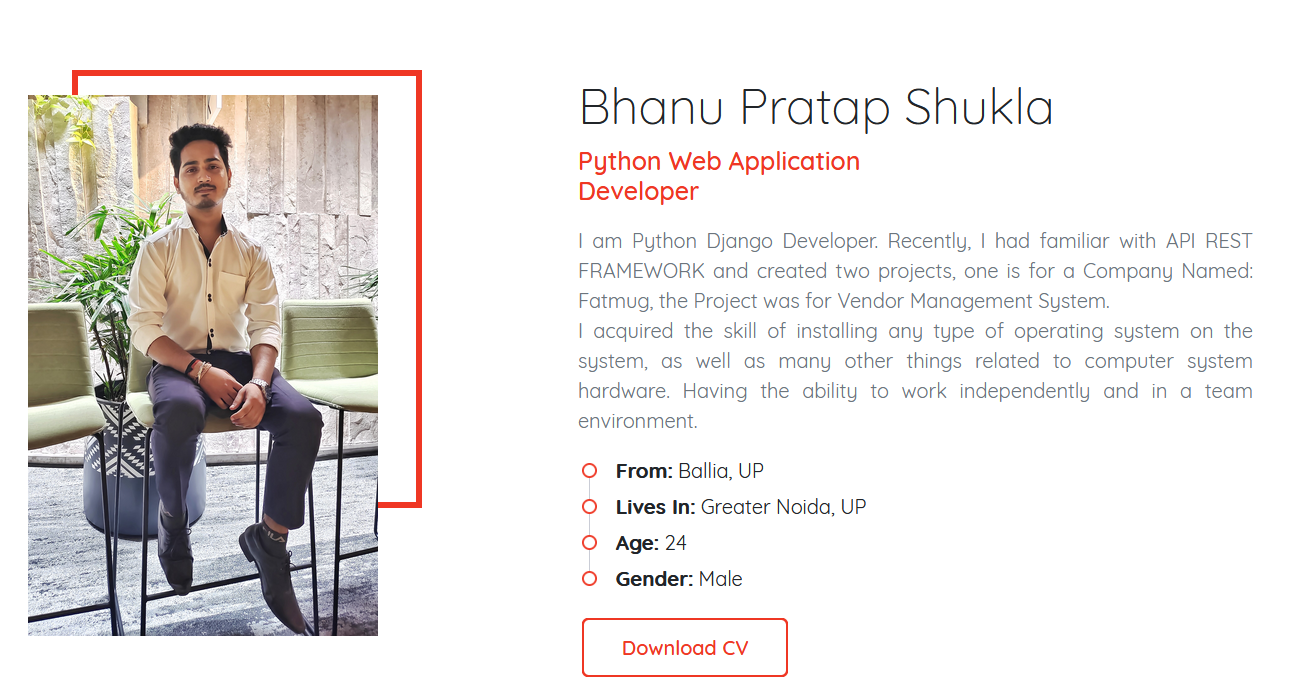 Bhanu Pratap Shukla
Python Web Application
Developer
I am Python Django Developer. Recently, I had familiar with API REST
FRAMEWORK and created two projects, one is for a Company Named:
Fatmug, the Project was for Vendor Management System.
I acquired the skill of installing any type of operating system on the
system, as well as many other things related to computer system
hardware. Having the ability to work independently and in a team
environment.
From: Ballia, UP
Lives In: Greater Noida, UP
Age: 24
Gender: Male
Download CV